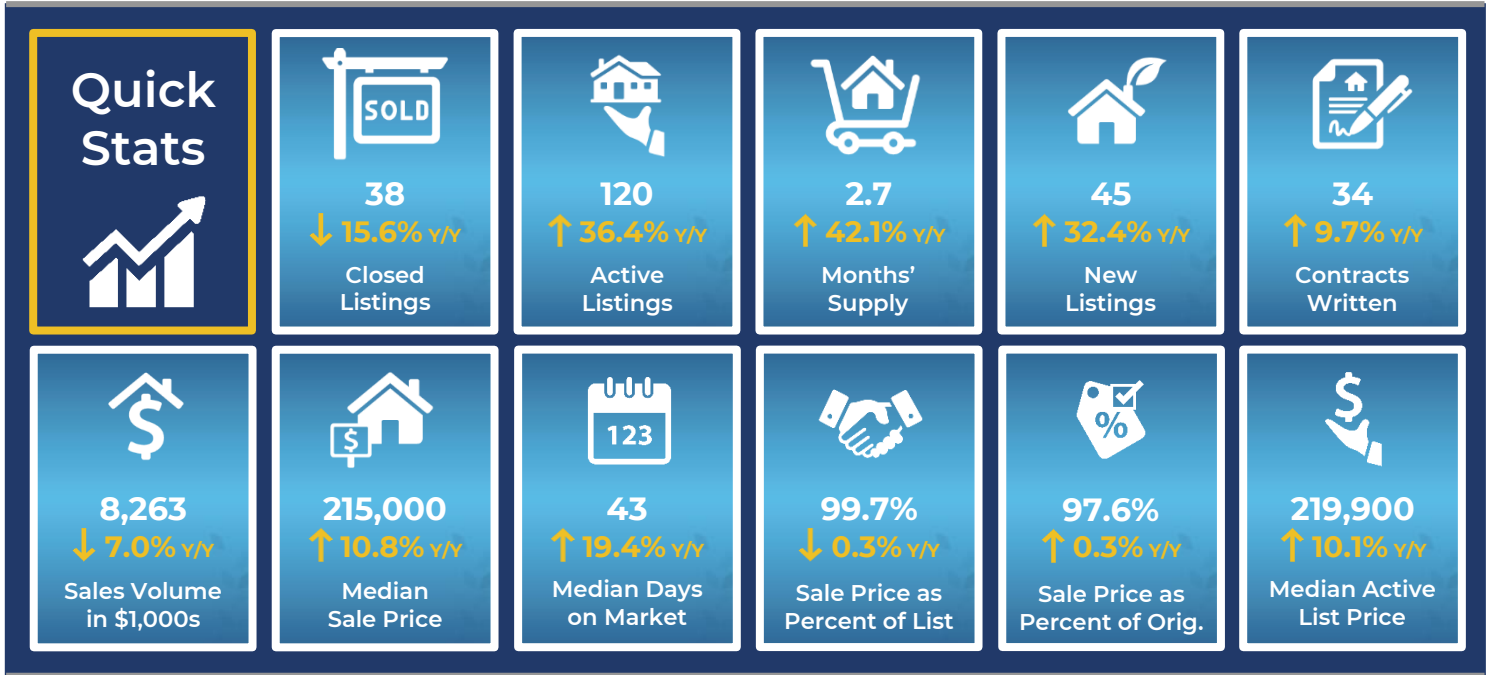 Quick
Stats
SOLD
38
↓ 15.6% Y/Y
Closed
Listings
120
↑ 36.4% Y/Y
Active
Listings
2.7
↑ 42.1% Y/Y
Months’
Supply
45
↑ 32.4% Y/Y
New
Listings
34
↑ 9.7% Y/Y
Contracts
Written
$
8,263
↓ 7.0% Y/Y
Sales Volume
in $1,000s
$
215,000
↑ 10.8% Y/Y
Median
Sale Price
123
43
↑ 19.4% Y/Y
Median Days
on Market
99.7%
↓ 0.3% Y/Y
Sale Price as
Percent of List
%
97.6%
↑ 0.3% Y/Y
Sale Price as
Percent of Orig.
$
219,900
↑ 10.1% Y/Y
Median Active
List Price